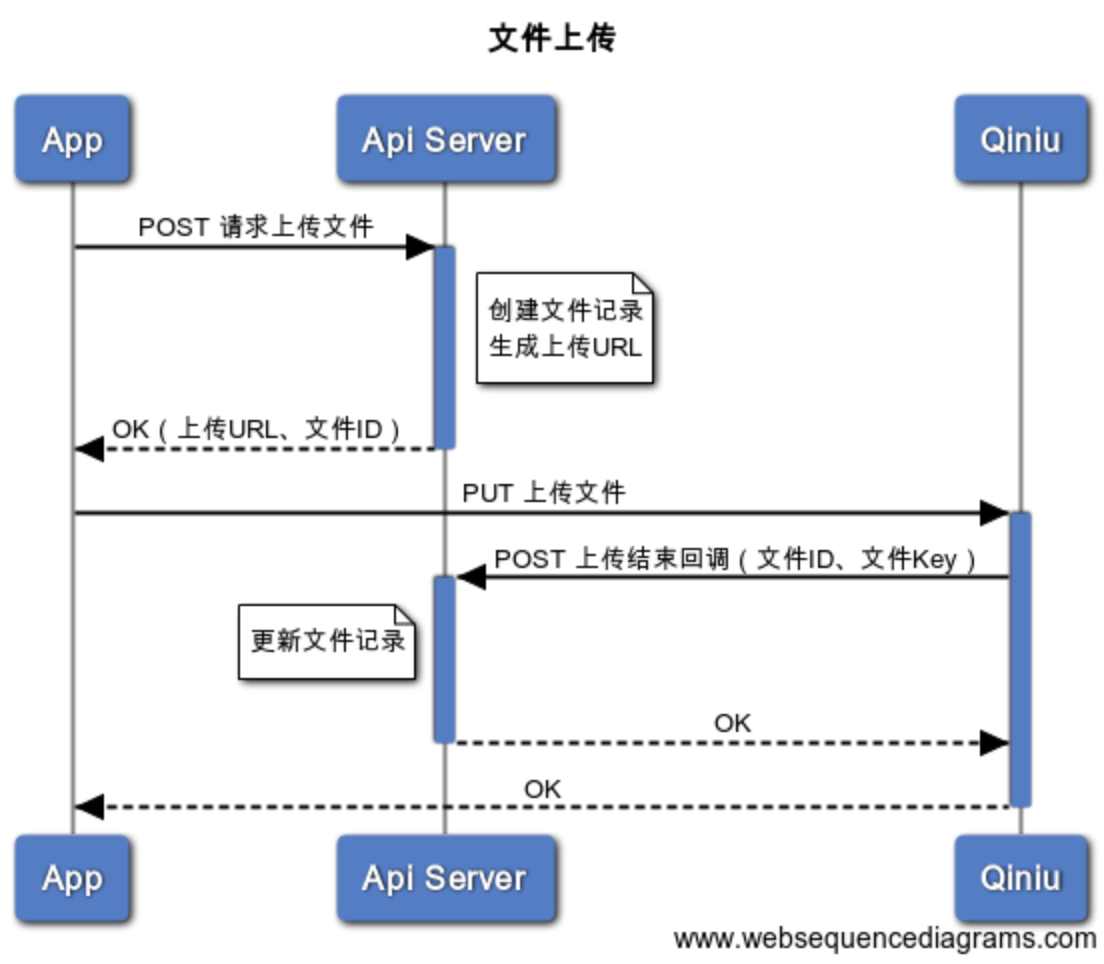 文件上传
App
Api Server
Qiniu
POST 请求上传文件
创建文件记录
生成上传URL
OK（上传URL、文件ID）
PUT 上传文件
POST 上传结束回调（文件ID、文件Key）
更新文件记录
OK
OK
App
Api Server
Qiniu
www.websequencediagrams.com